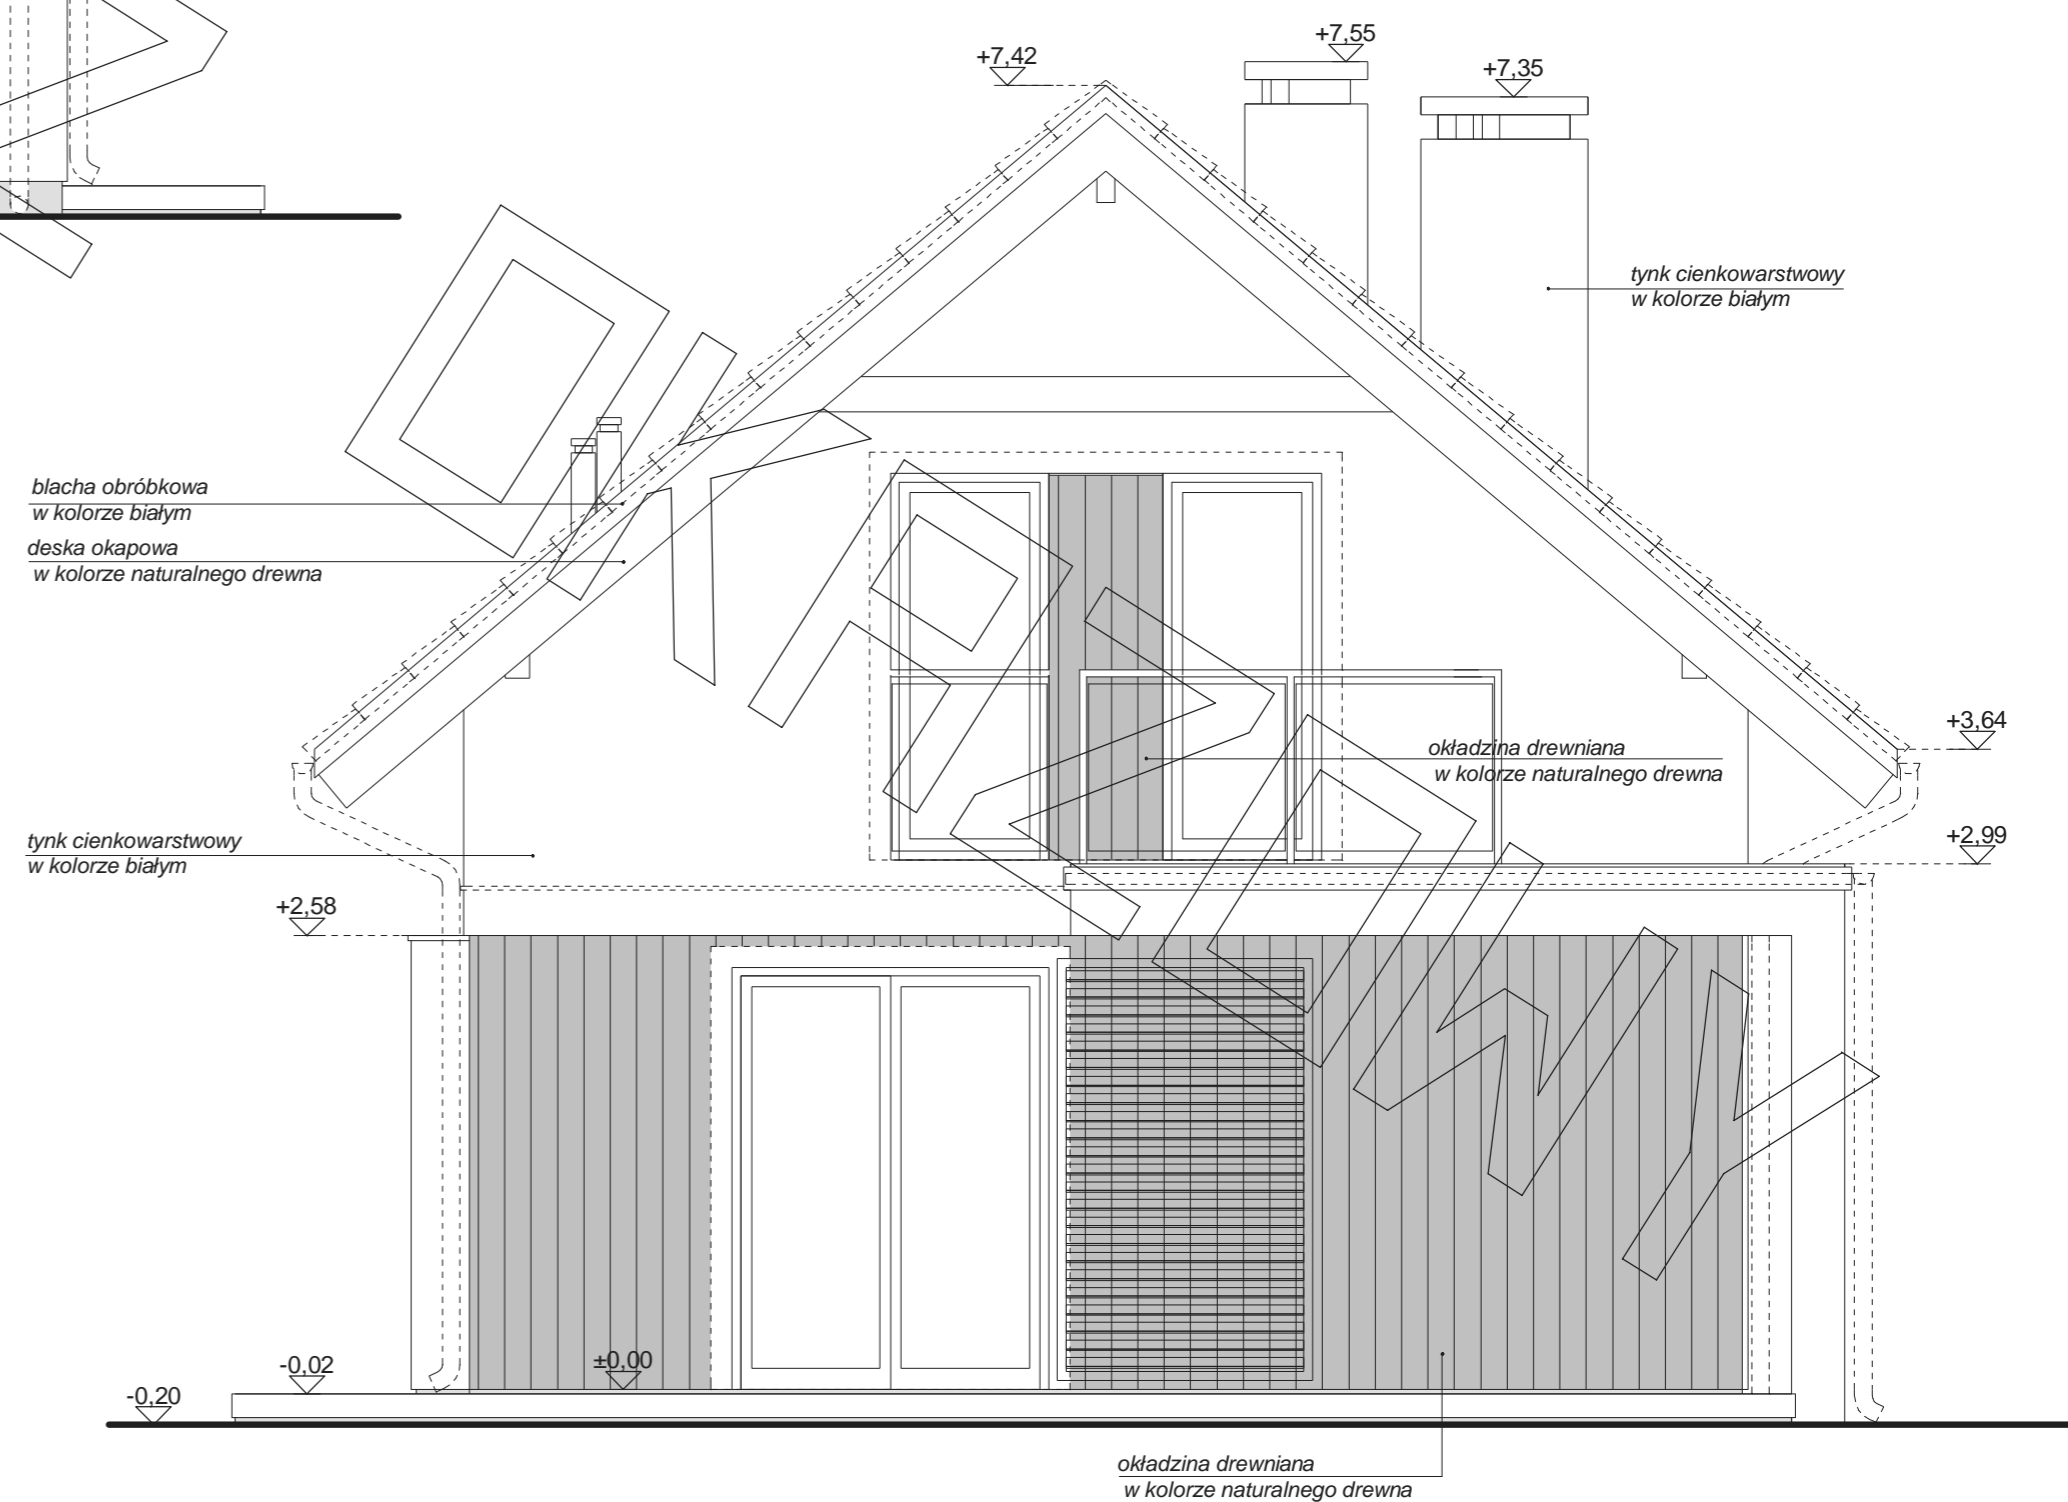 +7,55
+7,42
+7,35
tynk cienkowarstwowy
w kolorze białym
blacha obróbkowa
w kolorze białym
deska okapowa
w kolorze naturalnego drewna
+3,64
okładzina drewniana
w kolorze naturalnego drewna
+2,99
tynk cienkowarstwowy
w kolorze białym
+2,58
±0,00
-0,02
-0,20
okładzina drewniana
w kolorze naturalnego drewna